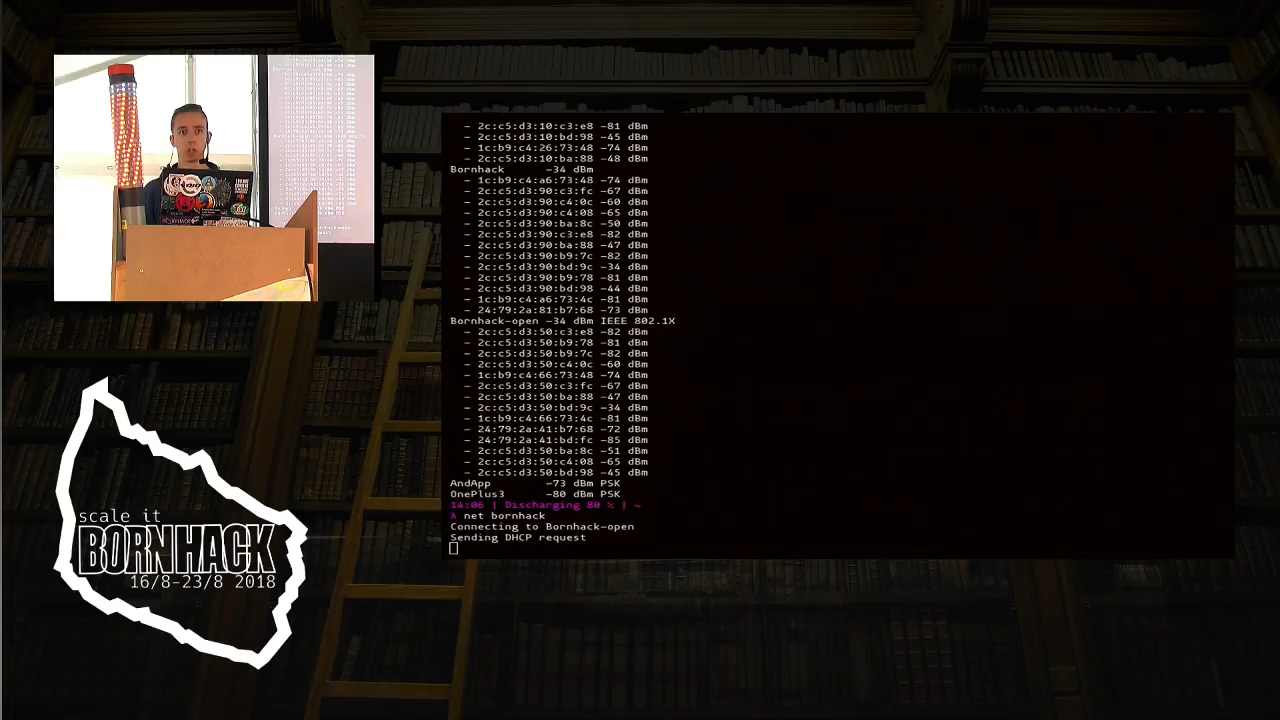 - 2c:c5:d3:10:c3:e8 -81 dBm
- 2c:c5:d3:10:bd:98 -45 dBm
- 1c:b9:c4:26:73:48 -74 dBm
- 2c:c5:d3:10:ba:88 -48 dBm
Bornhack -34 dBm
- 1c:b9:c4:a6:73:48 -74 dBm
- 2c:c5:d3:90:c3:fc -67 dBm
- 2c:c5:d3:90:c4:0c -60 dBm
- 2c:c5:d3:90:c4:08 -65 dBm
- 2c:c5:d3:90:ba:8c -50 dBm
- 2c:c5:d3:90:c3:e8 -82 dBm
- 2c:c5:d3:90:ba:88 -47 dBm
- 2c:c5:d3:90:b9:7c -82 dBm
- 2c:c5:d3:90:bd:9c -34 dBm
- 2c:c5:d3:90:b9:78 -81 dBm
- 2c:c5:d3:90:bd:98 -44 dBm
- 1c:b9:c4:a6:73:4c -81 dBm
- 24:79:2a:81:b7:68 -73 dBm
Bornhack-open -34 dBm IEEE 802.1X
- 2c:c5:d3:50:c3:e8 -82 dBm
- 2c:c5:d3:50:b9:78 -81 dBm
- 2c:c5:d3:50:b9:7c -82 dBm
- 2c:c5:d3:50:c4:0c -60 dBm
- 1c:b9:c4:66:73:48 -74 dBm
- 2c:c5:d3:50:c3:fc -67 dBm
- 2c:c5:d3:50:ba:88 -47 dBm
- 2c:c5:d3:50:bd:9c -34 dBm
- 1c:b9:c4:66:73:4c -81 dBm
- 24:79:2a:41:b7:68 -72 dBm
- 24:79:2a:41:bd:fc -85 dBm
- 2c:c5:d3:50:ba:8c -51 dBm
- 2c:c5:d3:50:c4:08 -65 dBm
- 2c:c5:d3:50:bd:98 -45 dBm
AndApp -73 dBm PSK
OnePlus3 -80 dBm PSK
14:06 | Discharging 80 % | ~
λ net bornhack
Connecting to Bornhack-open
Sending DHCP request
scale it
BORNHACK
16/8-23/8 2018